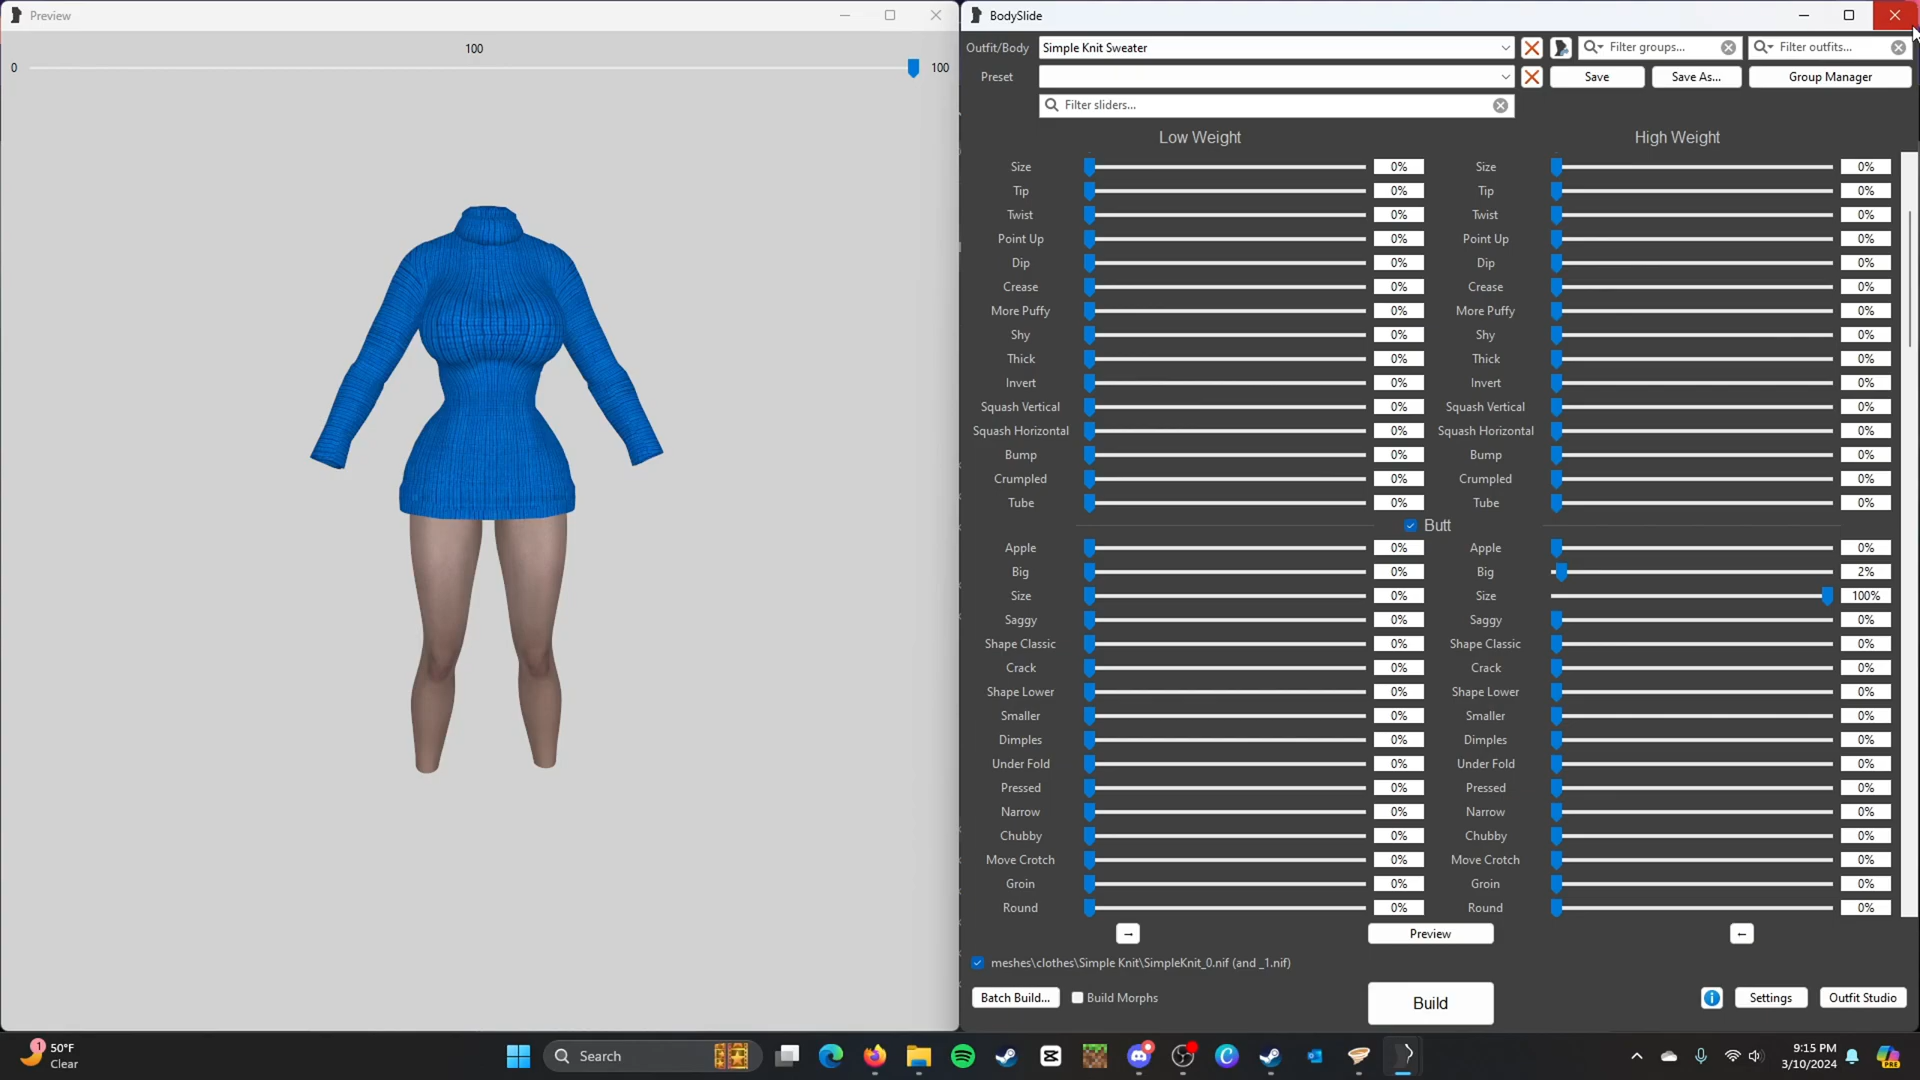 Preview
100
0 100
BodySlide
Outfit/Body Simple Knit Sweater Filter groups... Filter outfits...
Preset Save Save As... Group Manager
Filter sliders...
Low Weight High Weight
Size 0% Size 0%
Tip 0% Tip 0%
Twist 0% Twist 0%
Point Up 0% Point Up 0%
Dip 0% Dip 0%
Crease 0% Crease 0%
More Puffy 0% More Puffy 0%
Shy 0% Shy 0%
Thick 0% Thick 0%
Invert 0% Invert 0%
Squash Vertical 0% Squash Vertical 0%
Squash Horizontal 0% Squash Horizontal 0%
Bump 0% Bump 0%
Crumpled 0% Crumpled 0%
Tube 0% Tube 0%
Butt
Apple 0% Apple 0%
Big 0% Big 2%
Size 0% Size 100%
Saggy 0% Saggy 0%
Shape Classic 0% Shape Classic 0%
Crack 0% Crack 0%
Shape Lower 0% Shape Lower 0%
Smaller 0% Smaller 0%
Dimples 0% Dimples 0%
Under Fold 0% Under Fold 0%
Pressed 0% Pressed 0%
Narrow 0% Narrow 0%
Chubby 0% Chubby 0%
Move Crotch 0% Move Crotch 0%
Groin 0% Groin 0%
Round 0% Round 0%
→ Preview ←
meshes\clothes\Simple Knit\SimpleKnit_0.nif (and _1.nif)
Batch Build... Build Morphs Build Settings Outfit Studio
1 50°F
Clear
Search
9:15 PM
3/10/2024
PRE